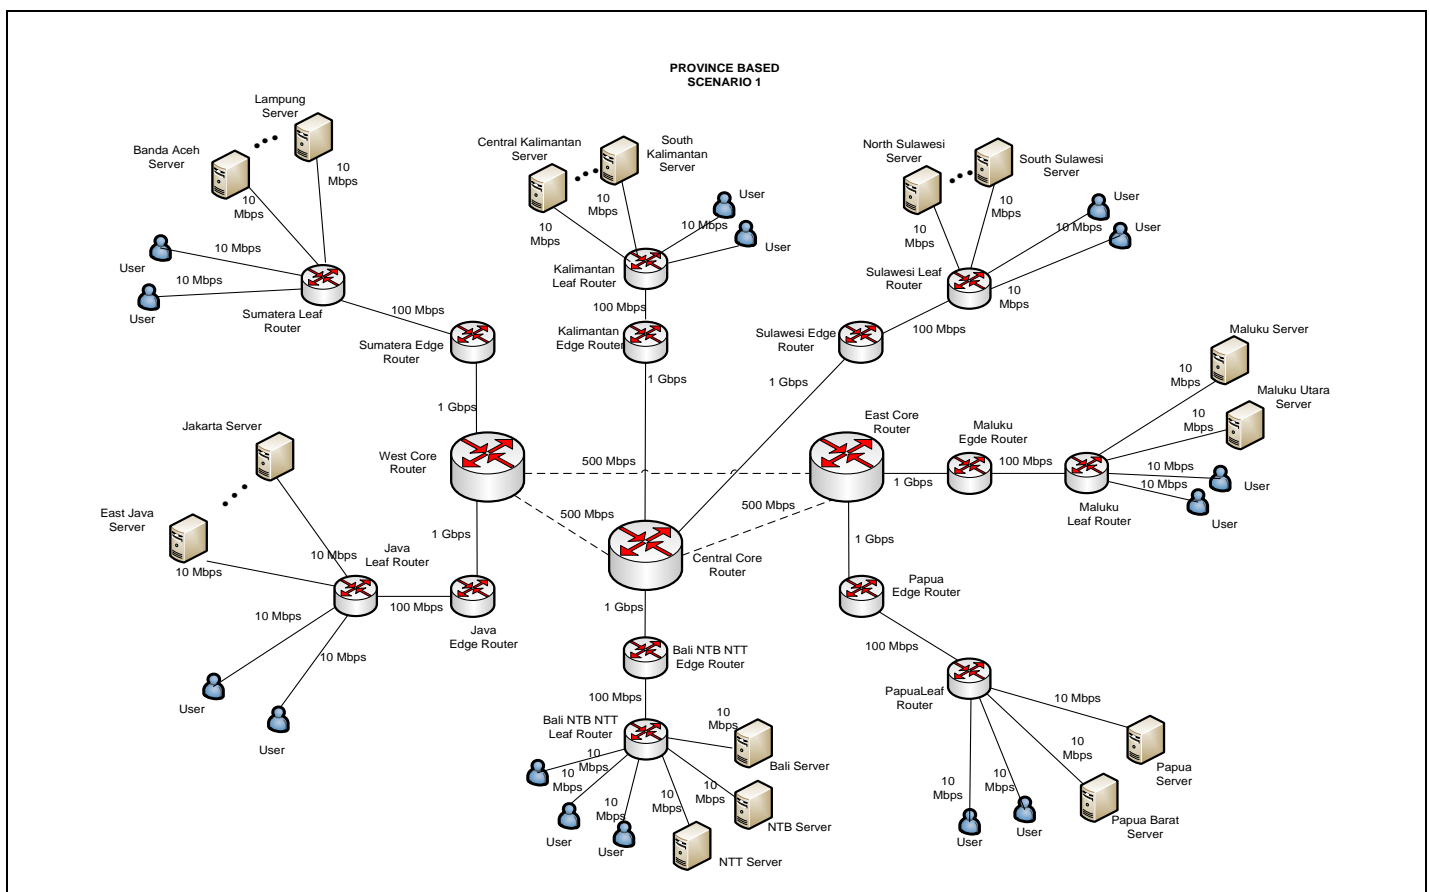 PROVINCE BASED
SCENARIO 1
Lampung
Server
Banda Aceh
Server
10
Mbps
10
Mbps
10 Mbps
User
10 Mbps
User
Sumatera Leaf
Router
100 Mbps
Sumatera Edge
Router
1 Gbps
Central Kalimantan
Server
South
Kalimantan
Server
10
Mbps
10
Mbps
User
10 Mbps
User
Kalimantan
Leaf Router
100 Mbps
Kalimantan
Edge Router
1 Gbps
North Sulawesi
Server
South Sulawesi
Server
10
Mbps
10
Mbps
User
10 Mbps
User
10
Mbps
Sulawesi Leaf
Router
100 Mbps
Sulawesi Edge
Router
1 Gbps
Maluku Server
10
Mbps
Maluku Utara
Server
10
Mbps
East Core
Router
Maluku
Egde Router
100 Mbps
1 Gbps
10 Mbps
10 Mbps
User
User
Maluku
Leaf Router
West Core
Router
500 Mbps
500 Mbps
500 Mbps
Central Core
Router
Jakarta Server
East Java
Server
10 Mbps
10 Mbps
Java
Leaf Router
1 Gbps
100 Mbps
Java
Edge Router
10 Mbps
10 Mbps
User
User
1 Gbps
Bali NTB NTT
Edge Router
100 Mbps
Bali NTB NTT
Leaf Router
10
Mbps
Bali Server
10
Mbps
10
Mbps
10
Mbps
10
Mbps
10
Mbps
NTB Server
User
User
NTT Server
1 Gbps
Papua
Edge Router
100 Mbps
PapuaLeaf
Router
10 Mbps
10
Mbps
10
Mbps
10
Mbps
Papua
Server
Papua Barat
Server
User
User